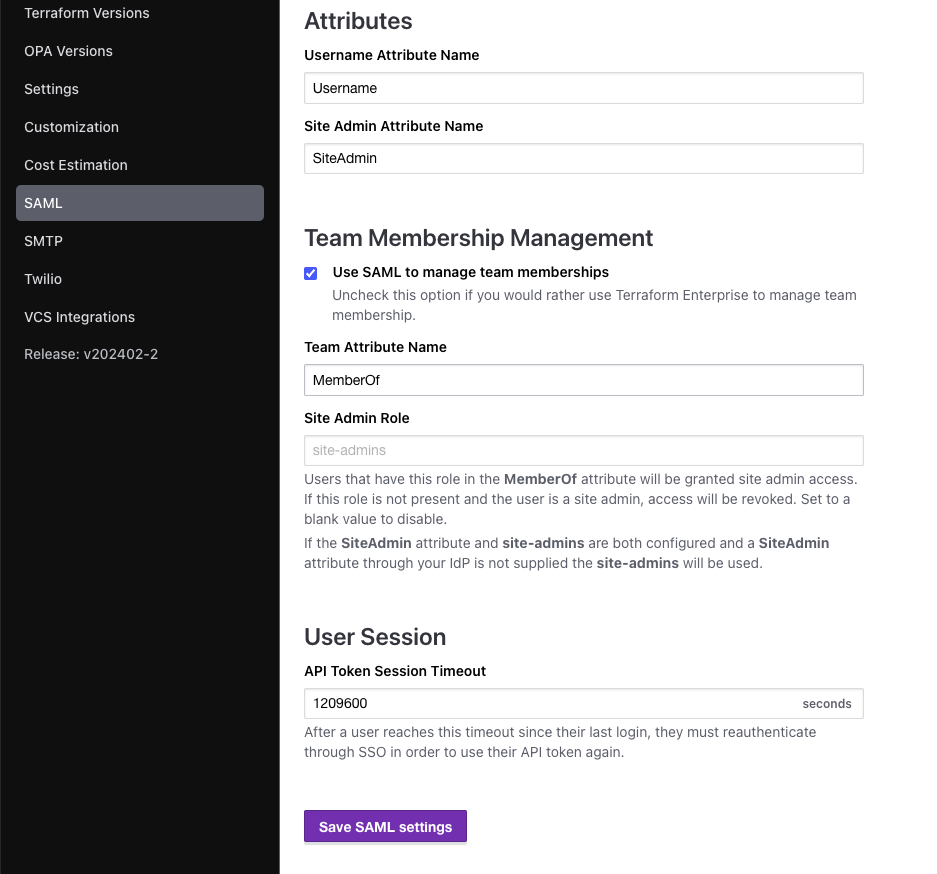 Terraform Versions
OPA Versions
Settings
Customization
Cost Estimation
SAML
SMTP
Twilio
VCS Integrations
Release: v202402-2
Attributes
Username Attribute Name
Username
Site Admin Attribute Name
SiteAdmin
Team Membership Management
Use SAML to manage team memberships
Uncheck this option if you would rather use Terraform Enterprise to manage team
membership.
Team Attribute Name
MemberOf
Site Admin Role
site-admins
Users that have this role in the MemberOf attribute will be granted site admin access.
If this role is not present and the user is a site admin, access will be revoked. Set to a
blank value to disable.
If the SiteAdmin attribute and site-admins are both configured and a SiteAdmin
attribute through your IdP is not supplied the site-admins will be used.
User Session
API Token Session Timeout
1209600 seconds
After a user reaches this timeout since their last login, they must reauthenticate
through SSO in order to use their API token again.
Save SAML settings